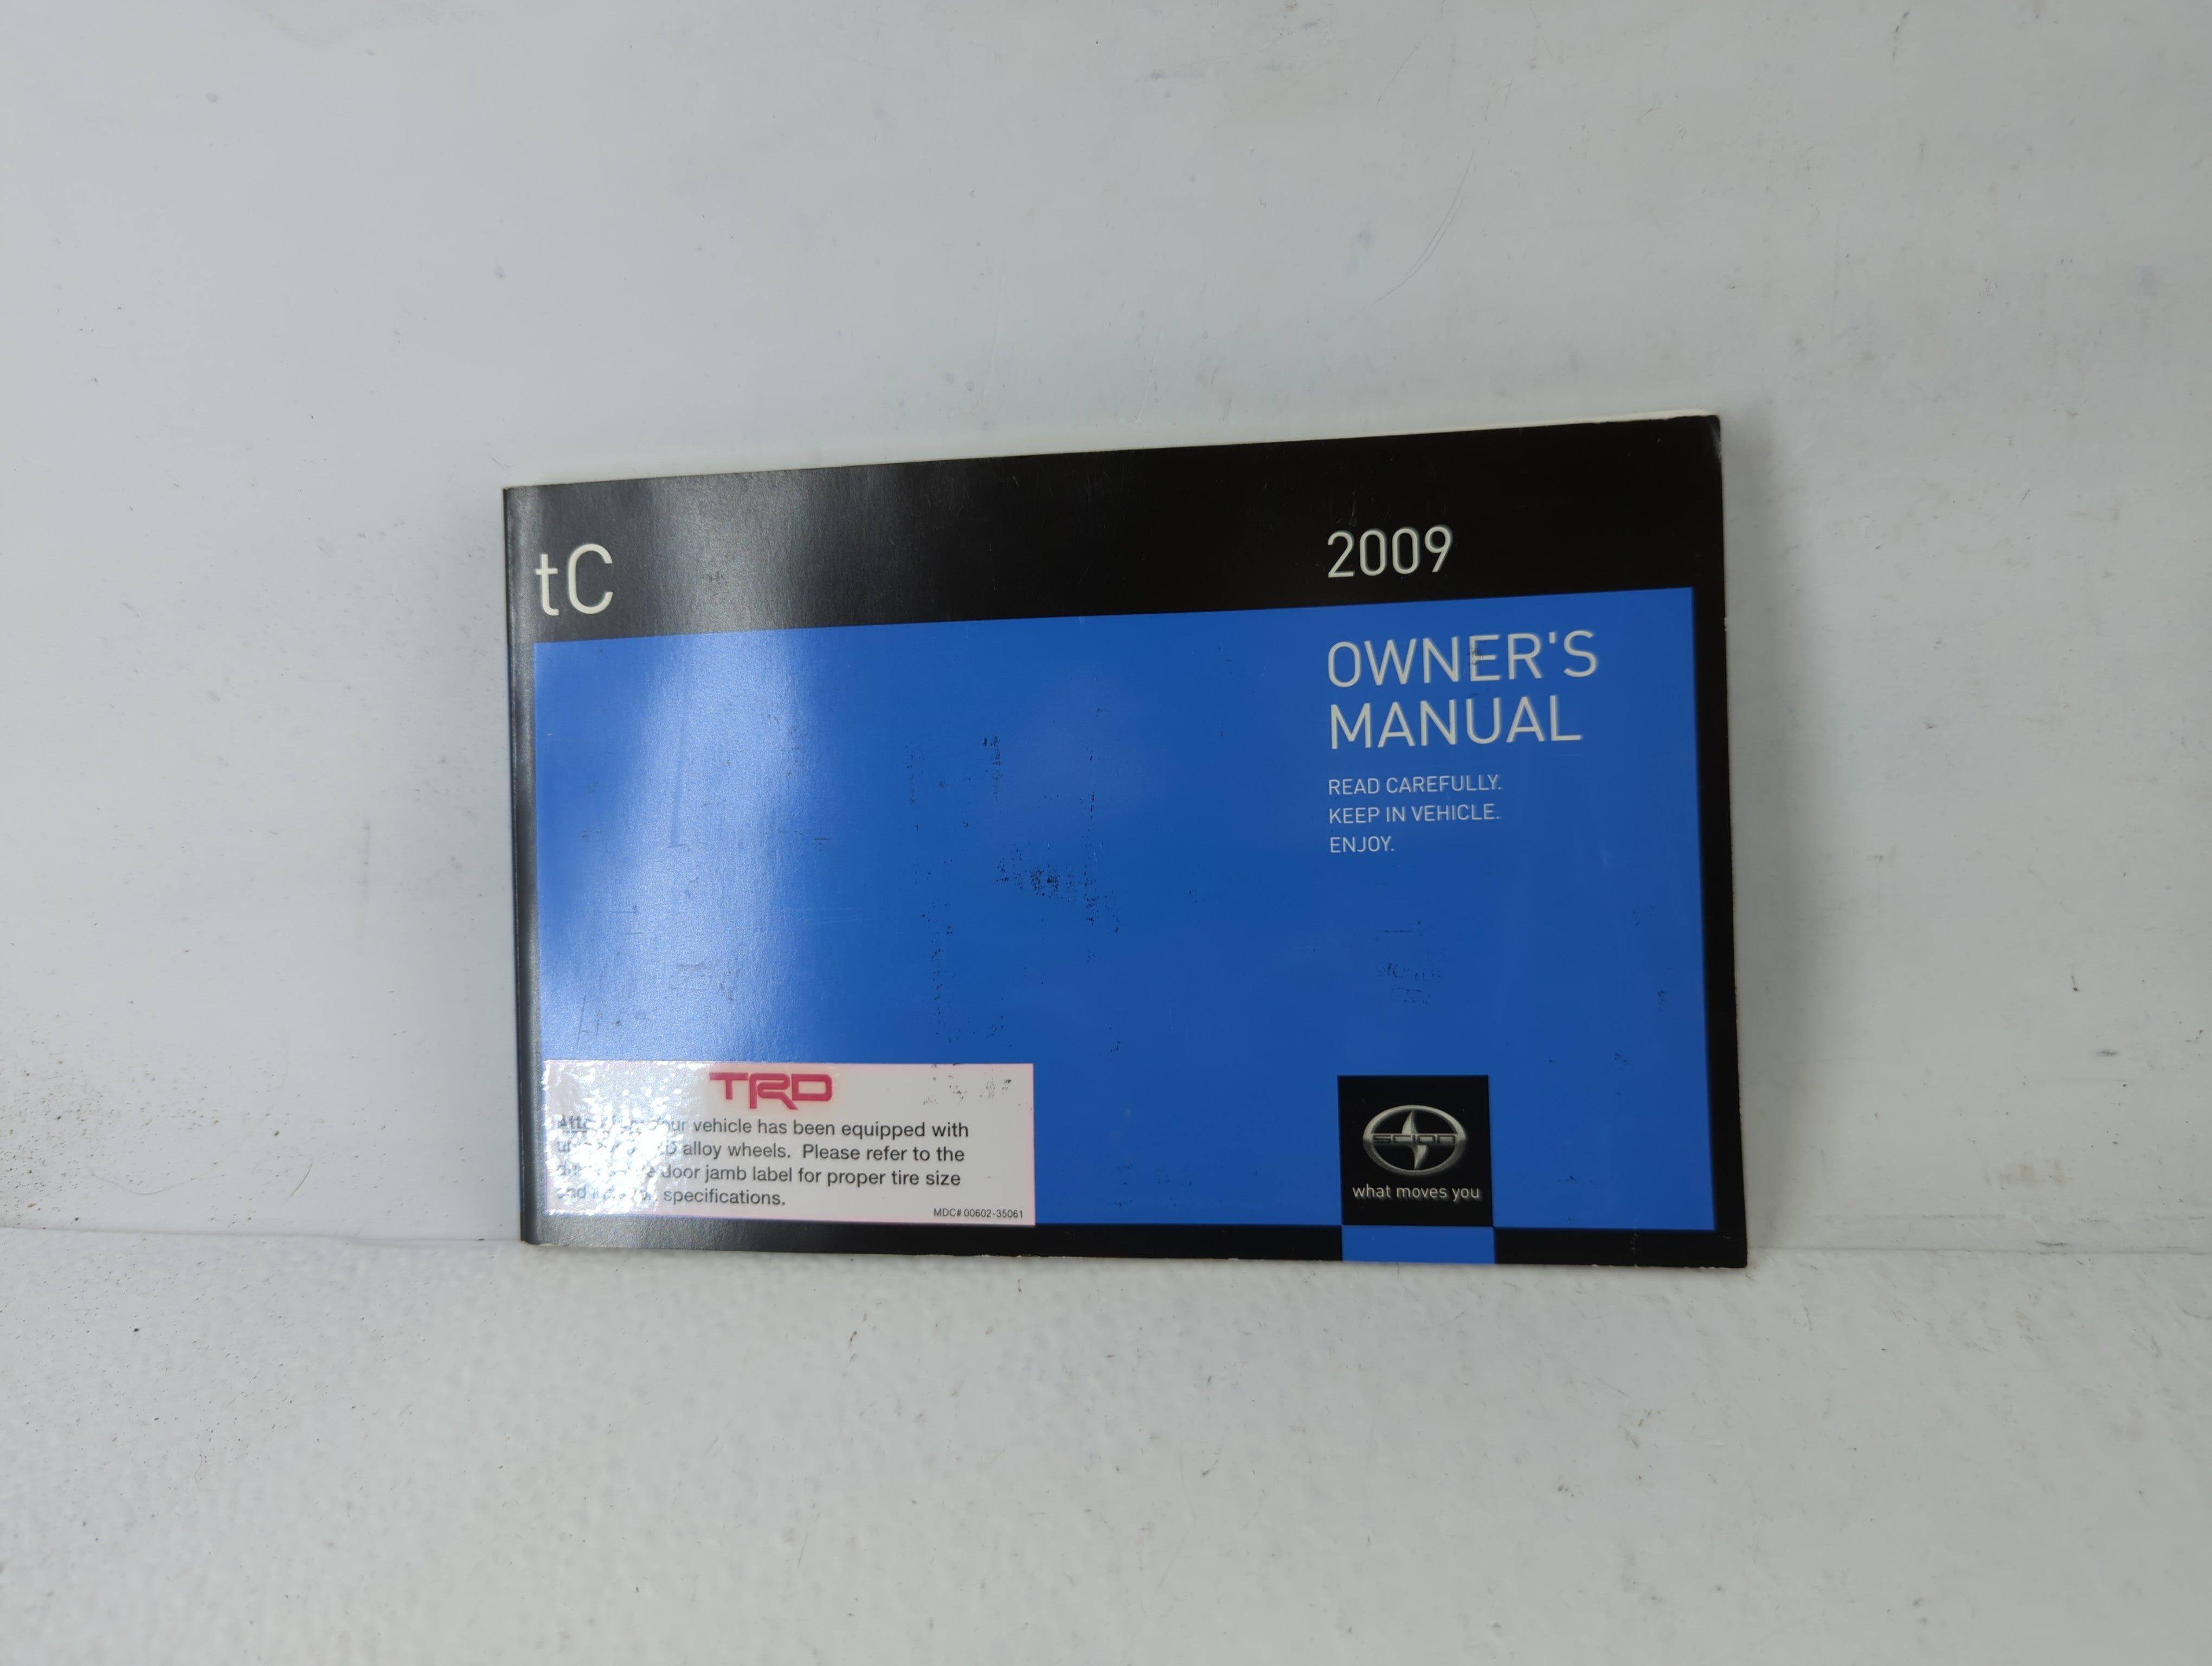 tC
2009
OWNER'S
MANUAL
READ CAREFULLY.
KEEP IN VEHICLE.
ENJOY.
TRD
vehicle has been equipped with
alloy wheels. Please refer to the
door jamb label for proper tire size
specifications.
MDC# 00602-35061
SCION
what moves you